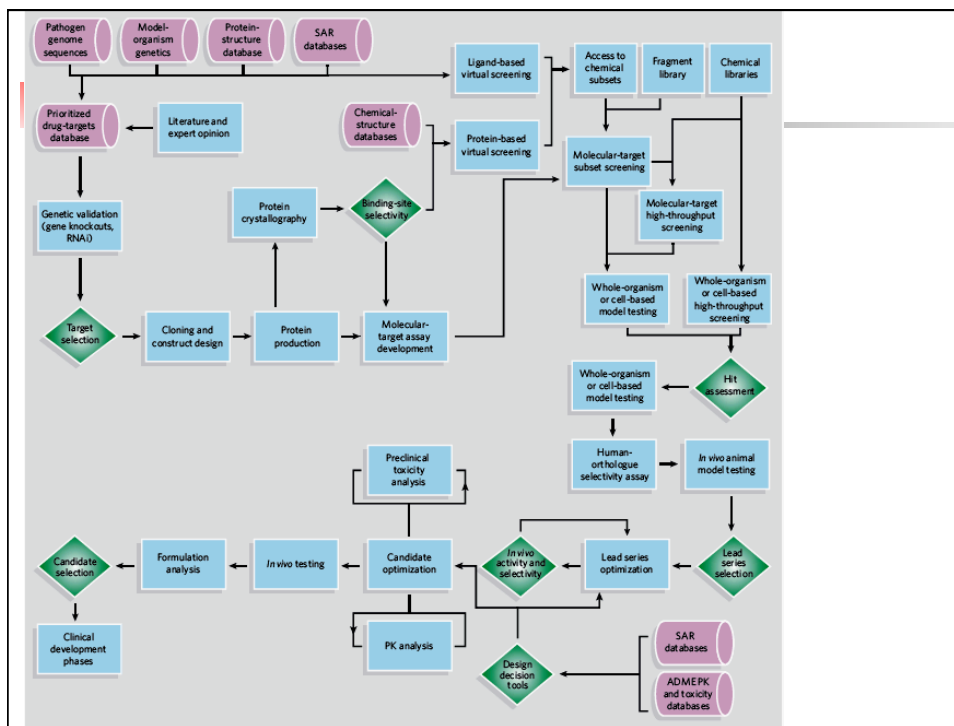 Pathogen
genome
sequences
Model-
organism
genetics
Protein-
structure
database
SAR
databases
Ligand-based
virtual screening
Access to
chemical
subsets
Fragment
library
Chemical
libraries
Prioritized
drug-targets
database
Literature and
expert opinion
Chemical-
structure
databases
Protein-based
virtual screening
Molecular-target
subset screening
Genetic validation
(gene knockouts,
RNAi)
Protein
crystallography
Binding-site
selectivity
Molecular-target
high-throughput
screening
Whole-organism
or cell-based
model testing
Whole-organism
or cell-based
high-throughput
screening
Target
selection
Cloning and
construct design
Protein
production
Molecular-
target assay
development
Whole-organism
or cell-based
model testing
Hit
assessment
Human-
orthologue
selectivity assay
In vivo animal
model testing
Preclinical
toxicity
analysis
Candidate
selection
Formulation
analysis
In vivo testing
Candidate
optimization
In vivo
activity and
selectivity
Lead series
optimization
Lead
series
selection
Clinical
development
phases
PK analysis
Design
decision
tools
SAR
databases
ADMEPK
and toxicity
databases